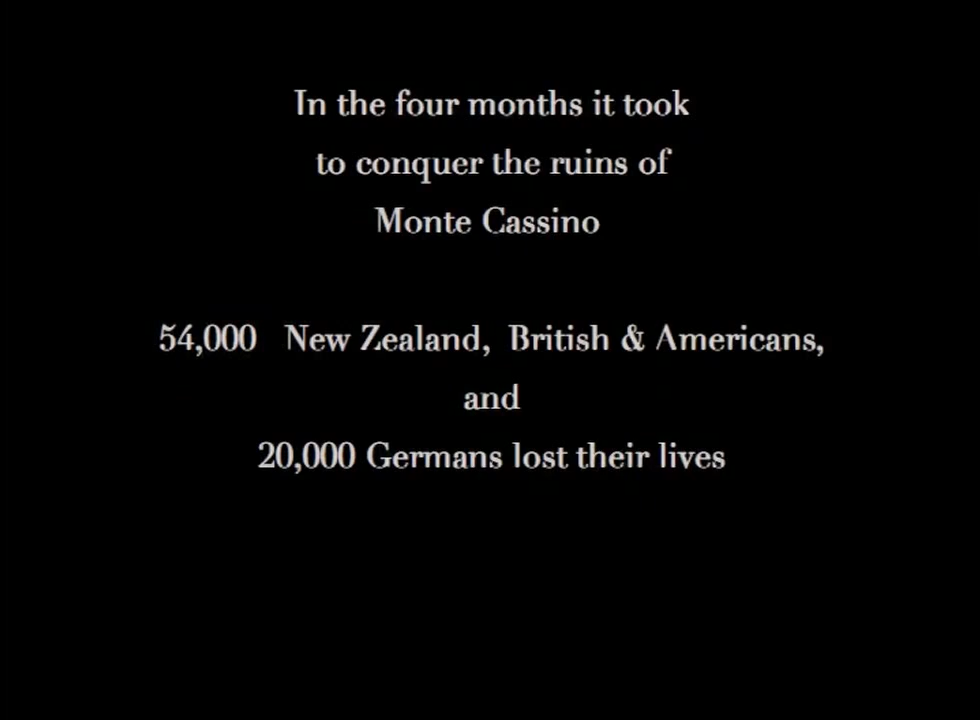 In the four months it took
to conquer the ruins of
Monte Cassino
54,000 New Zealand, British & Americans,
and
20,000 Germans lost their lives